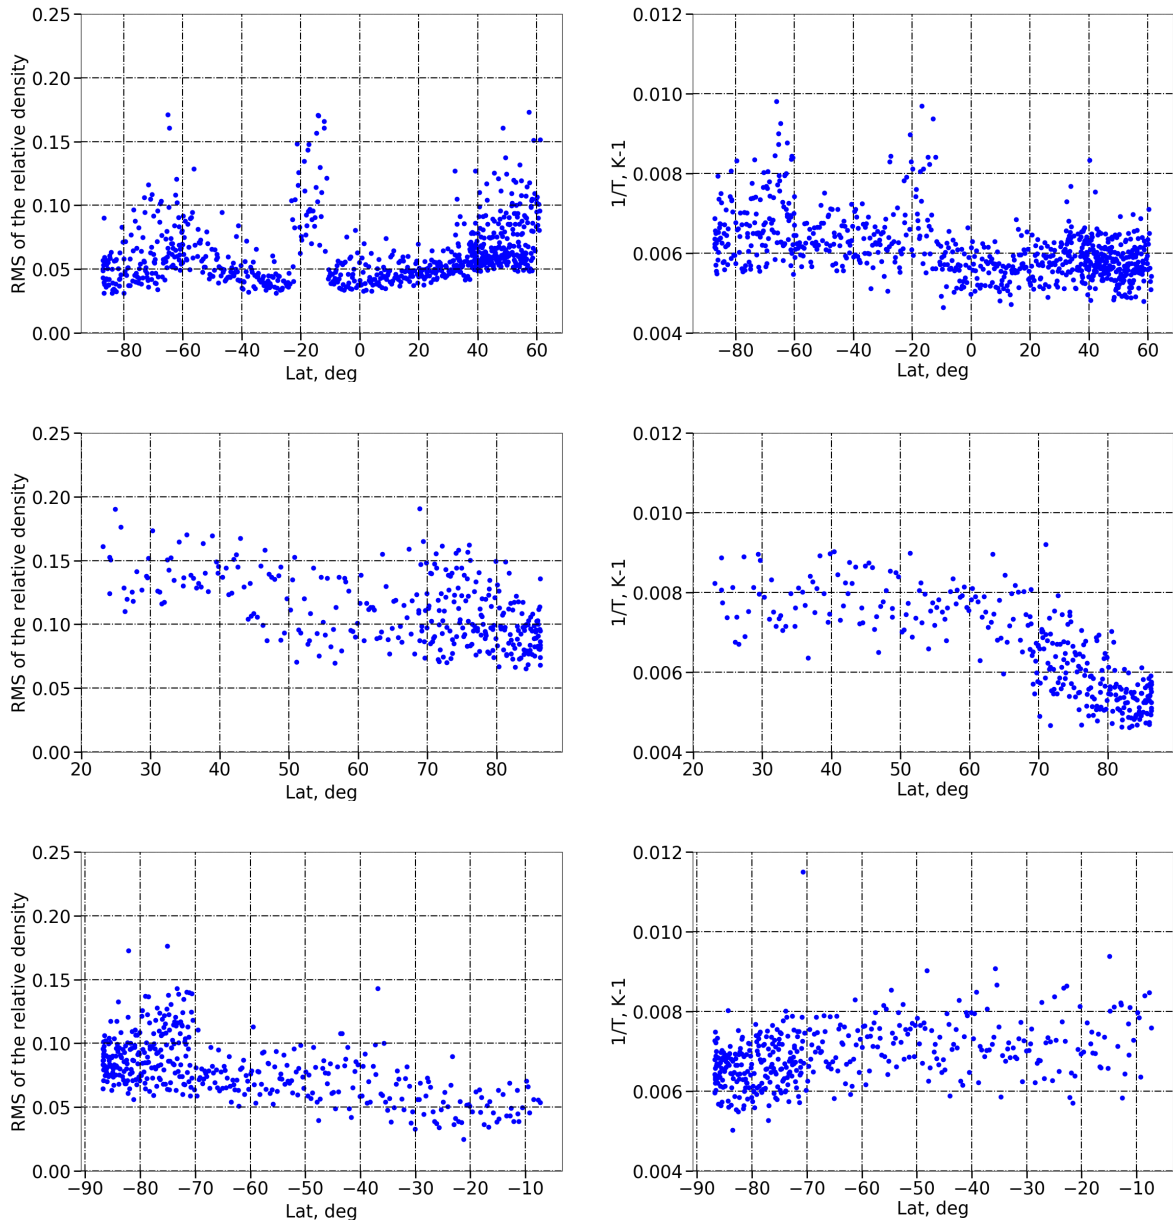 RMS of the relative density
0.25
0.20
0.15
0.10
0.05
0.00
−80 −60 −40 −20 0 20 40 60
Lat, deg
1/T, K-1
0.012
0.010
0.008
0.006
0.004
−80 −60 −40 −20 0 20 40 60
Lat, deg
RMS of the relative density
0.25
0.20
0.15
0.10
0.05
0.00
20 30 40 50 60 70 80
Lat, deg
1/T, K-1
0.012
0.010
0.008
0.006
0.004
20 30 40 50 60 70 80
Lat, deg
RMS of the relative density
0.25
0.20
0.15
0.10
0.05
0.00
−90 −80 −70 −60 −50 −40 −30 −20 −10
Lat, deg
1/T, K-1
0.012
0.010
0.008
0.006
0.004
−90 −80 −70 −60 −50 −40 −30 −20 −10
Lat, deg